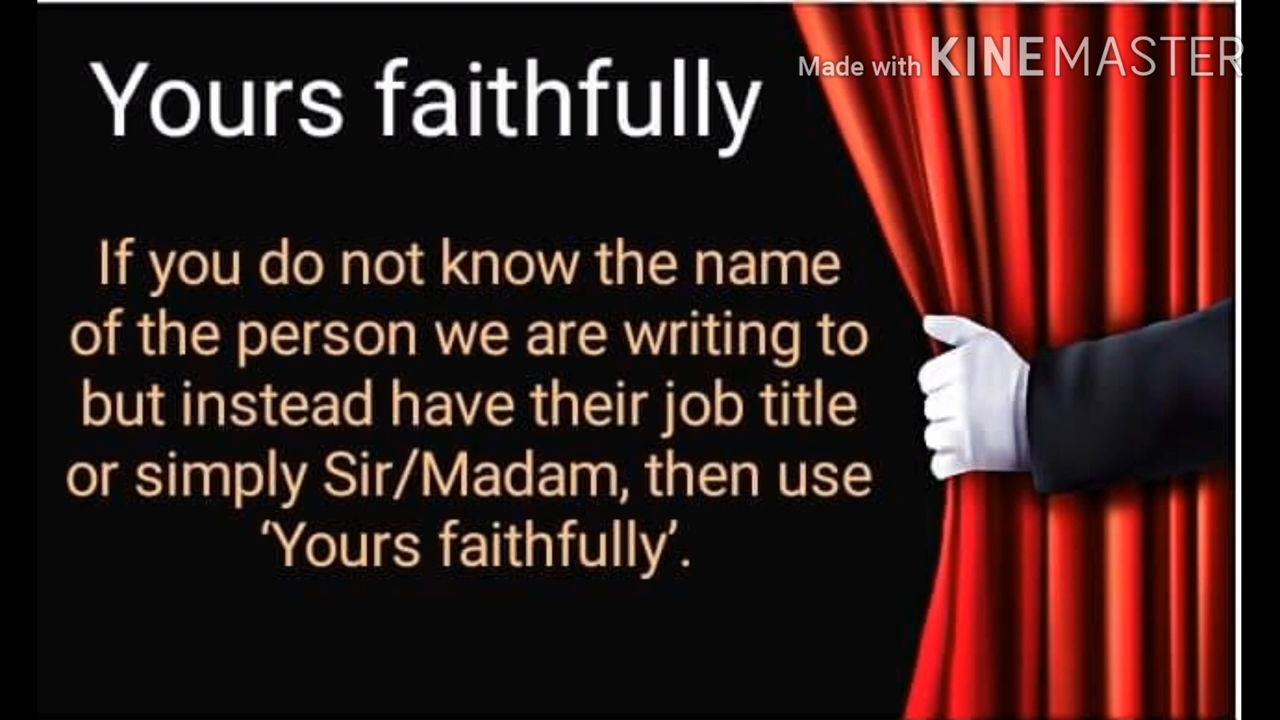 Made with KINEMASTER
Yours faithfully
If you do not know the name
of the person we are writing to
but instead have their job title
or simply Sir/Madam, then use
‘Yours faithfully’.